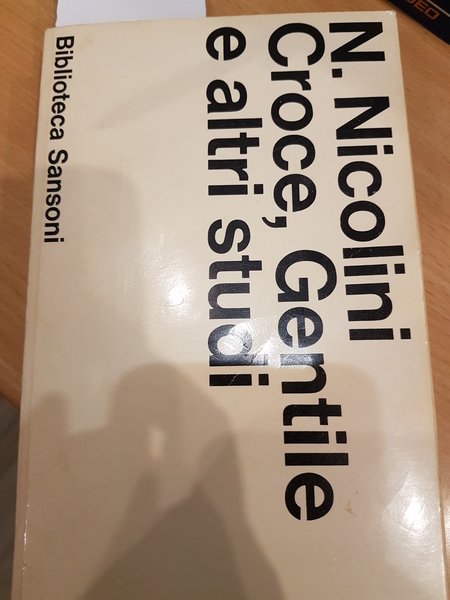 N. Nicolini
Croce, Gentile
e altri studi
Biblioteca Sansoni